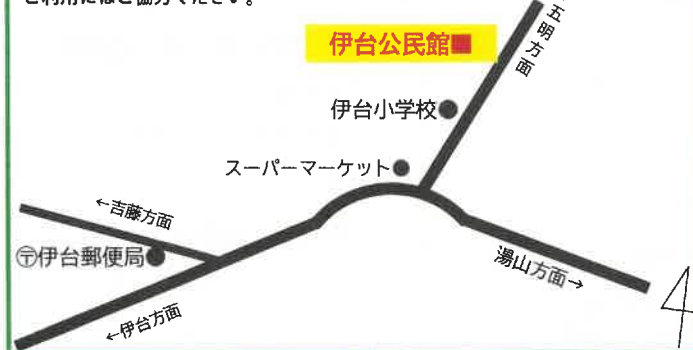 ご利用にはご協力ください。
五明方面
伊台公民館■
伊台小学校●
スーパーマーケット●
←吉藤方面
〶伊台郵便局●
湯山方面→
←伊台方面